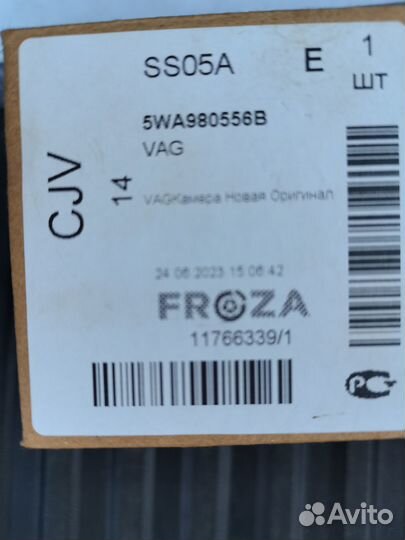 SS05A E 1
шт
5WA980556B
VAG
CJV
14
VAGКамера Новая Оригинал
24 06 2023 15:06:42
FROZA
11766339/1
РС
Avito